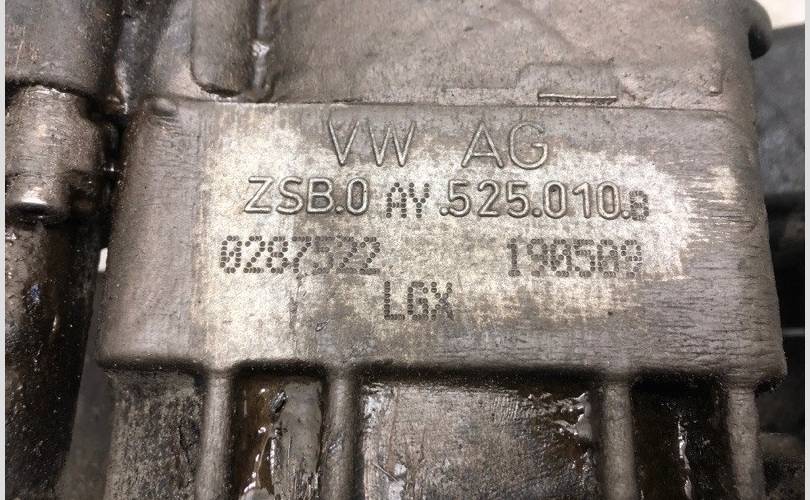 VW AG
ZSB.0 AY.525.010.B
0287522 190509
LGX